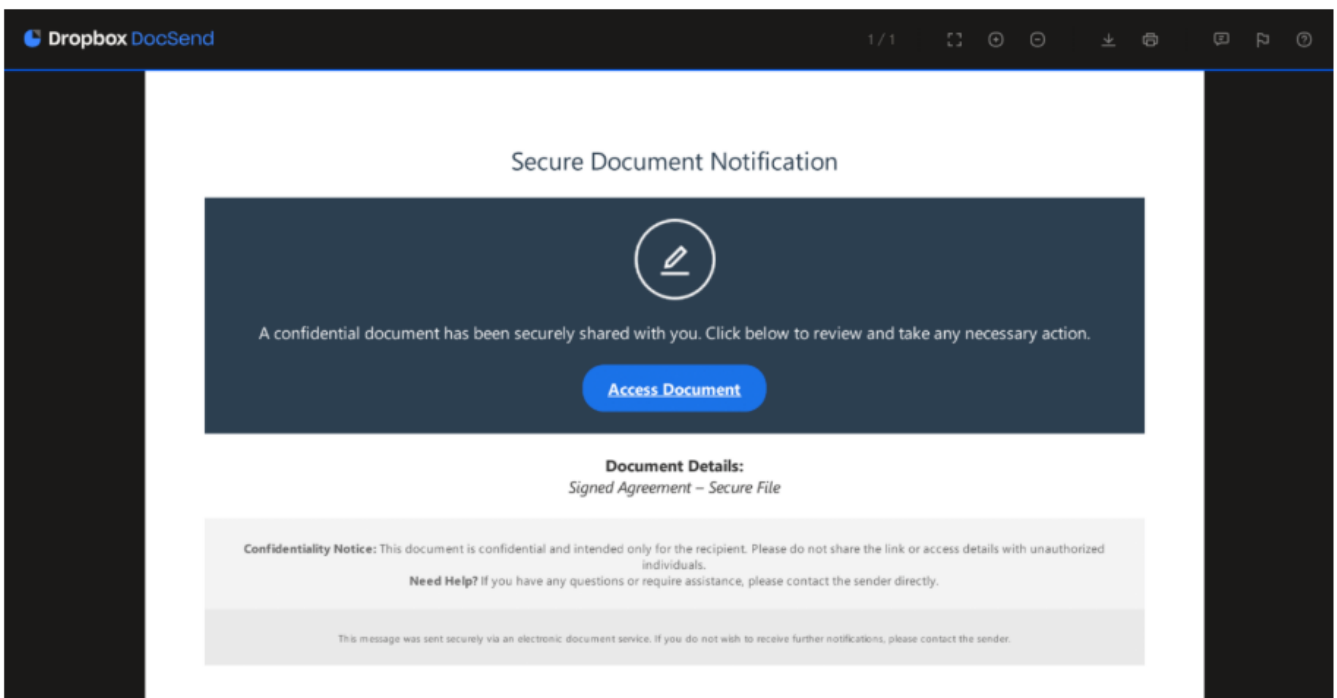 Dropbox DocSend
1 / 1
Secure Document Notification
A confidential document has been securely shared with you. Click below to review and take any necessary action.
Access Document
Document Details:
Signed Agreement – Secure File
Confidentiality Notice: This document is confidential and intended only for the recipient. Please do not share the link or access details with unauthorized
individuals.
Need Help? If you have any questions or require assistance, please contact the sender directly.
This message was sent securely via an electronic document service. If you do not wish to receive further notifications, please contact the sender.